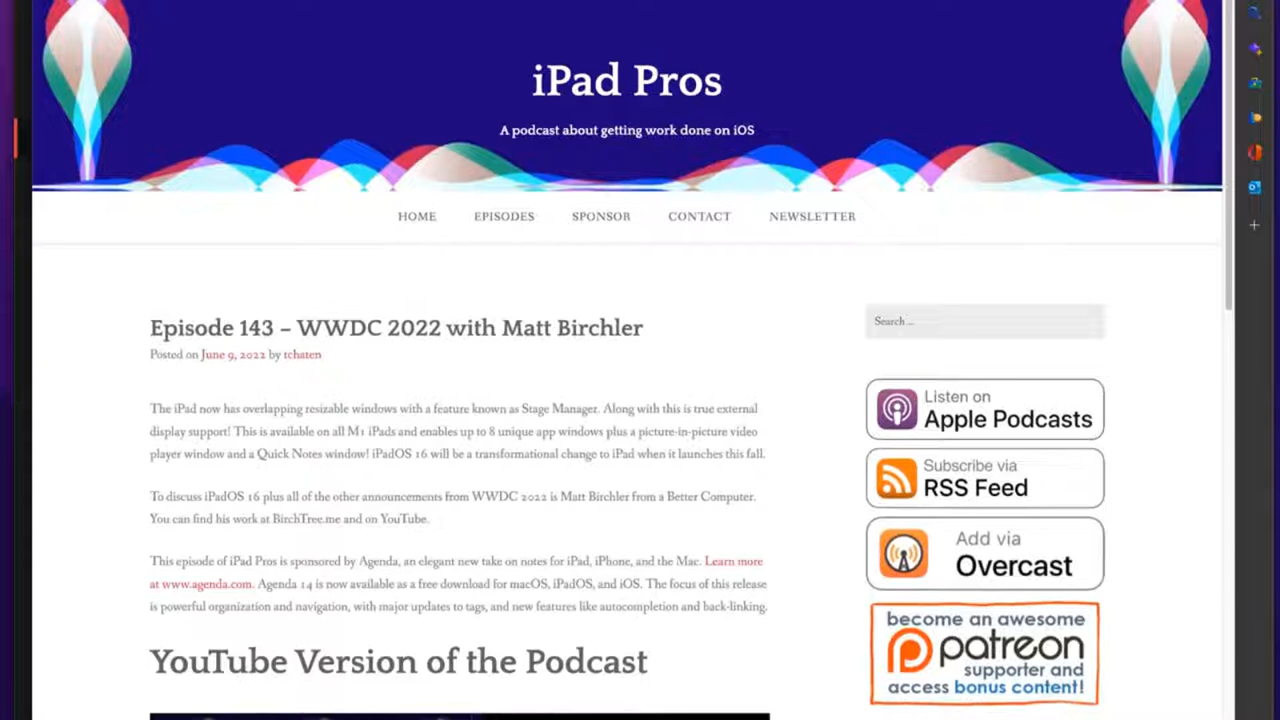 iPad Pros
A podcast about getting work done on iOS
HOME EPISODES SPONSOR CONTACT NEWSLETTER
Episode 143 – WWDC 2022 with Matt Birchler
Posted on June 9, 2022 by tchaten
The iPad now has overlapping resizable windows with a feature known as Stage Manager. Along with this is true external
display support! This is available on all M1 iPads and enables up to 8 unique app windows plus a picture-in-picture video
player window and a Quick Notes window! iPadOS 16 will be a transformational change to iPad when it launches this fall.
To discuss iPadOS 16 plus all of the other announcements from WWDC 2022 is Matt Birchler from a Better Computer.
You can find his work at BirchTree.me and on YouTube.
This episode of iPad Pros is sponsored by Agenda, an elegant new take on notes for iPad, iPhone, and the Mac. Learn more
at www.agenda.com. Agenda 14 is now available as a free download for macOS, iPadOS, and iOS. The focus of this release
is powerful organization and navigation, with major updates to tags, and new features like autocompletion and back-linking.
YouTube Version of the Podcast
Search ...
Listen on
Apple Podcasts
Subscribe via
RSS Feed
Add via
Overcast
become an awesome
patreon
supporter and
access bonus content!